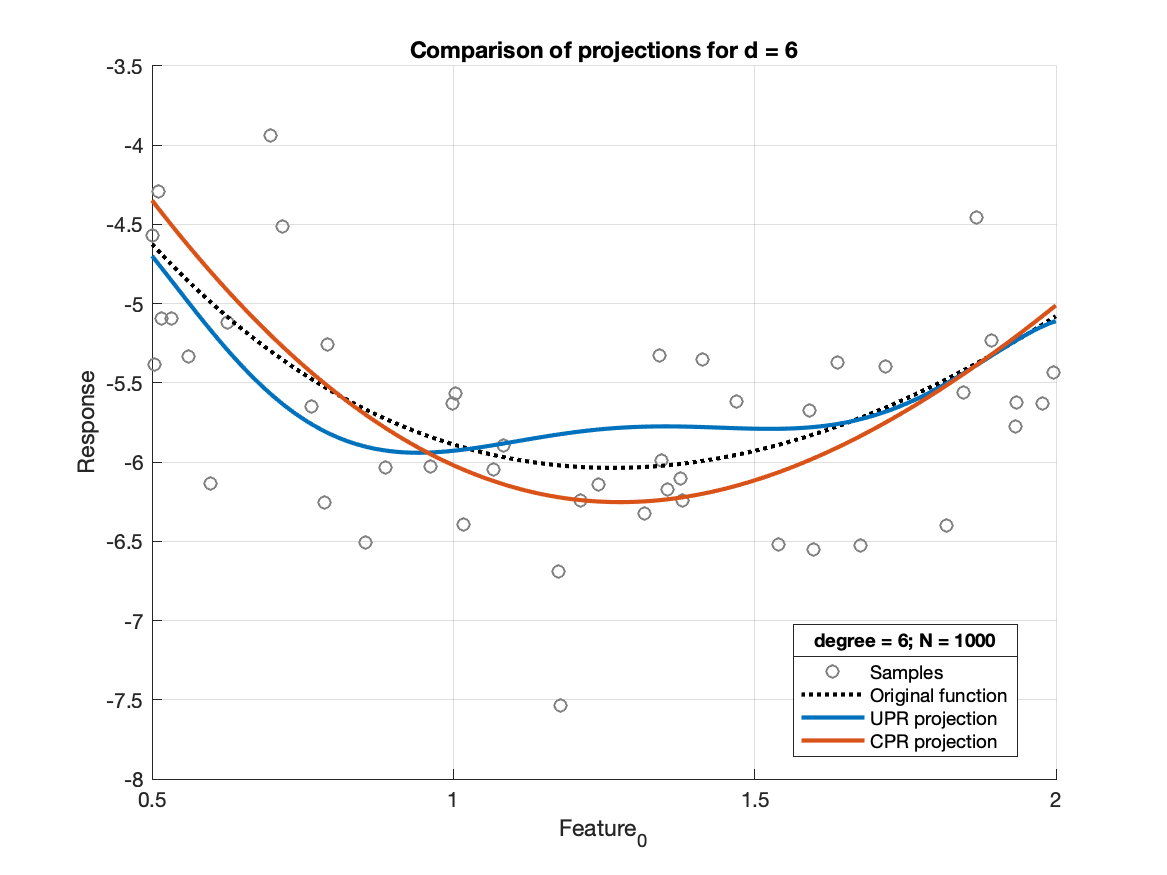 Comparison of projections for d = 6
-3.5
-4
-4.5
-5
-5.5
-6
-6.5
-7
-7.5
-8
Response
0.5
1
1.5
2
Feature0
degree = 6; N = 1000
Samples
Original function
UPR projection
CPR projection